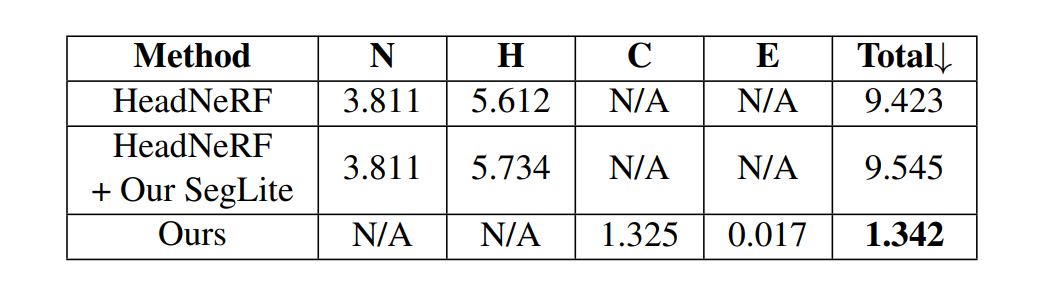 Method N H C E Total↓
HeadNeRF 3.811 5.612 N/A N/A 9.423
HeadNeRF
+ Our SegLite 3.811 5.734 N/A N/A 9.545
Ours N/A N/A 1.325 0.017 1.342